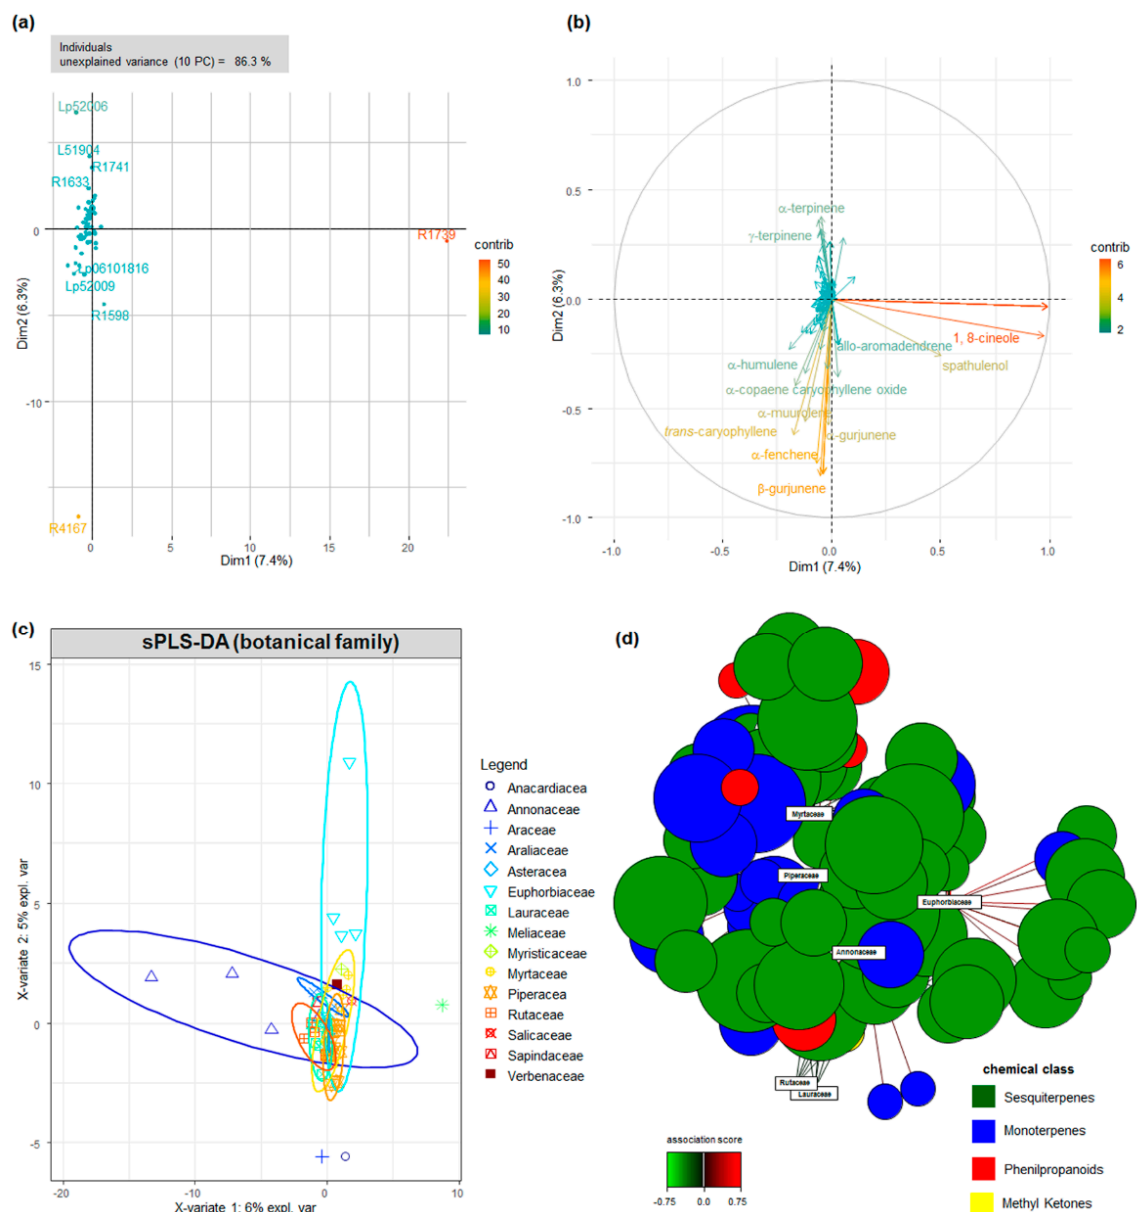 (a)
Individuals
unexplained variance (10 PC) = 86.3 %
Lp52006
L51904
R1741
R1633
R1739
Lp06101816
Lp52009
R1598
R4167
0
-10
0
5
10
15
20
Dim2 (6.3%)
Dim1 (7.4%)
contrib
50
40
30
20
10
(b)
1.0
0.5
0.0
-0.5
-1.0
α-terpinene
γ-terpinene
1, 8-cineole
allo-aromadendrene
spathulenol
α-humulene
α-copaene caryophyllene oxide
α-muurolene
trans-caryophyllene
α-gurjunene
α-fenchene
β-gurjunene
-1.0
-0.5
0.0
0.5
1.0
Dim2 (6.3%)
Dim1 (7.4%)
contrib
6
4
2
(c)
sPLS-DA (botanical family)
15
10
5
0
-5
-20
-10
0
10
X-variate 2: 5% expl. var
X-variate 1: 6% expl. var
Legend
Anacardiacea
Annonaceae
Araceae
Araliaceae
Asteracea
Euphorbiaceae
Lauraceae
Meliaceae
Myristicaceae
Myrtaceae
Piperacea
Rutaceae
Salicaceae
Sapindaceae
Verbenaceae
(d)
Myrtaceae
Piperaceae
Euphorbiaceae
Annonaceae
Rutaceae
Lauraceae
association score
-0.75
0.0
0.75
chemical class
Sesquiterpenes
Monoterpenes
Phenilpropanoids
Methyl Ketones